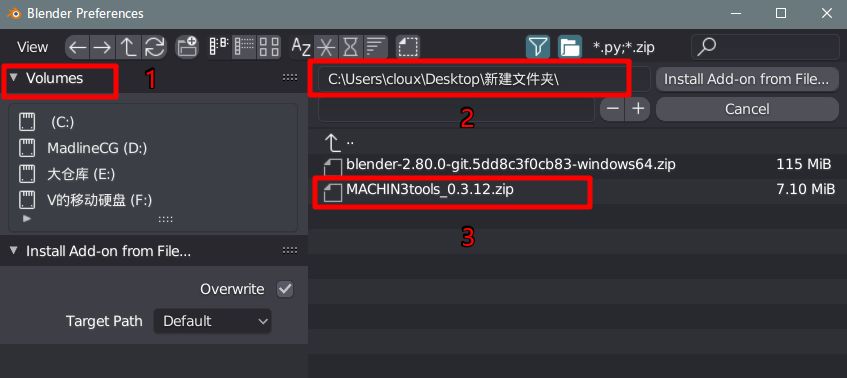 Blender Preferences
View
*.py;*.zip
Volumes
1
C:\Users\cloux\Desktop\新建文件夹\
Install Add-on from File...
2
Cancel
(C:)
MadlineCG (D:)
大仓库 (E:)
V的移动硬盘 (F:)
..
blender-2.80.0-git.5dd8c3f0cb83-windows64.zip 115 MiB
MACHIN3tools_0.3.12.zip 7.10 MiB
3
Install Add-on from File...
Overwrite
Target Path Default